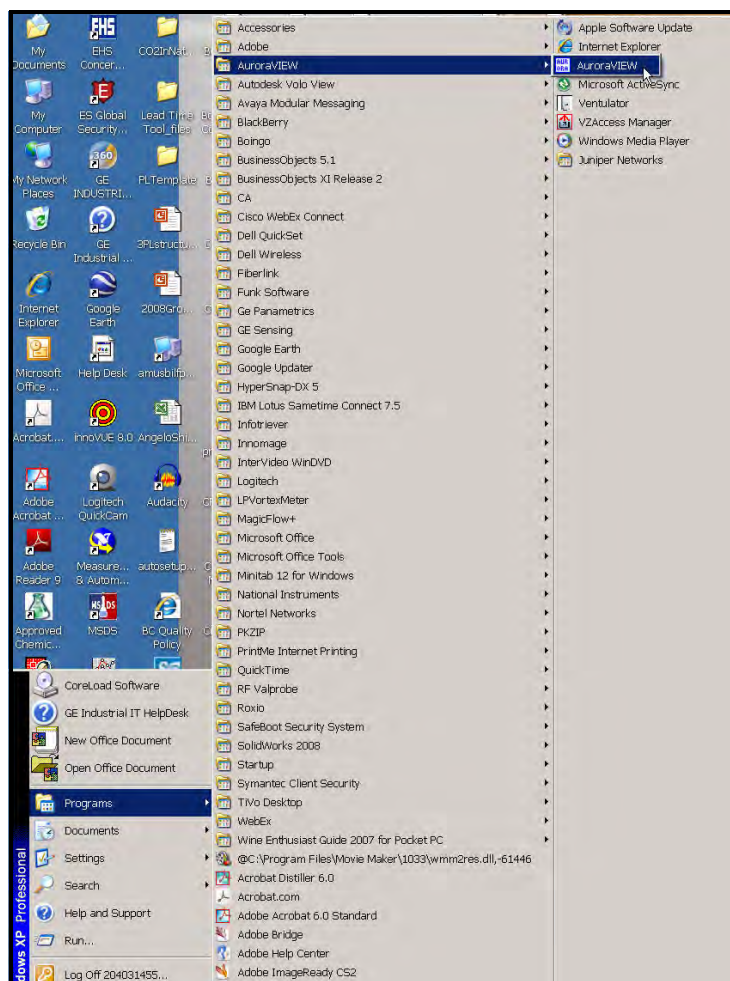 My Documents
EHS Concer...
CO2InNat
My Computer
ES Global Security...
Lead Time Tool_files
My Network Places
GE INDUSTRI...
PLTemplate
Recycle Bin
GE Industrial ...
3PLstructu
Internet Explorer
Google Earth
2008Gro
Microsoft Office ...
Help Desk
amusbilfp
Acrobat....
innoVUE 8.0
AngeloShi
Adobe Acrobat ...
Logitech QuickCam
Audacity
Adobe Reader 9
Measure... & Autom...
autosetup
Approved Chemic...
MSDS
BC Quality Policy
CoreLoad Software
GE Industrial IT HelpDesk
New Office Document
Open Office Document
Programs
Documents
Settings
Search
Help and Support
Run...
Log Off 204031455...
dows XP Professional
Accessories
Adobe
AuroraVIEW
Autodesk Volo View
Avaya Modular Messaging
BlackBerry
Boingo
BusinessObjects 5.1
BusinessObjects XI Release 2
CA
Cisco WebEx Connect
Dell QuickSet
Dell Wireless
Fiberlink
Funk Software
Ge Panametrics
GE Sensing
Google Earth
Google Updater
HyperSnap-DX 5
IBM Lotus Sametime Connect 7.5
Infotriever
Innomage
InterVideo WinDVD
Logitech
LPVortexMeter
MagicFlow+
Microsoft Office
Microsoft Office Tools
Minitab 12 for Windows
National Instruments
Nortel Networks
PKZIP
PrintMe Internet Printing
QuickTime
RF Valprobe
Roxio
SafeBoot Security System
SolidWorks 2008
Startup
Symantec Client Security
TiVo Desktop
WebEx
Wine Enthusiast Guide 2007 for Pocket PC
@C:\Program Files\Movie Maker\1033\wmm2res.dll,-61446
Acrobat Distiller 6.0
Acrobat.com
Adobe Acrobat 6.0 Standard
Adobe Bridge
Adobe Help Center
Adobe ImageReady CS2
Apple Software Update
Internet Explorer
AuroraVIEW
Microsoft ActiveSync
Ventulator
VZAccess Manager
Windows Media Player
Juniper Networks